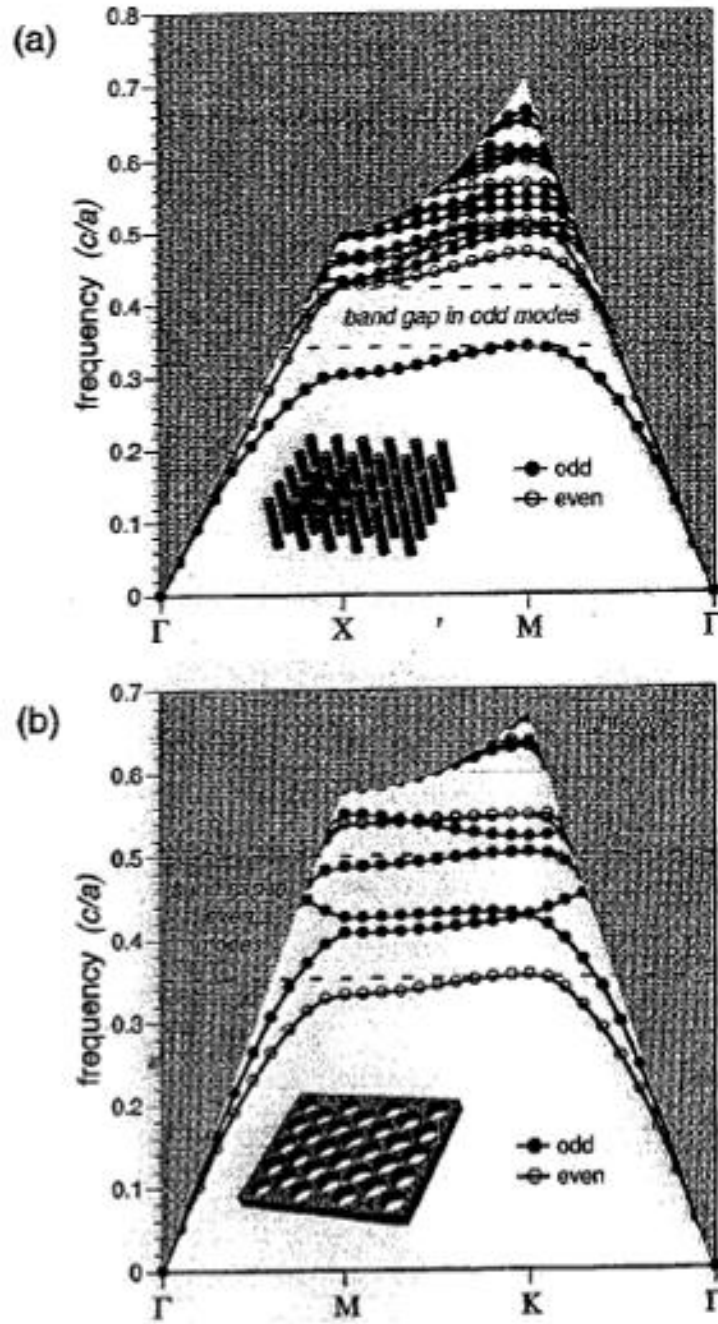 (a)
0.8
0.7
0.6
0.5
0.4
0.3
0.2
0.1
0
frequency (c/a)
band gap in odd modes
odd
even
Γ X ' M Γ
(b)
0.7
0.6
0.5
0.4
0.3
0.2
0.1
0
frequency (c/a)
modes
odd
even
Γ M K Γ